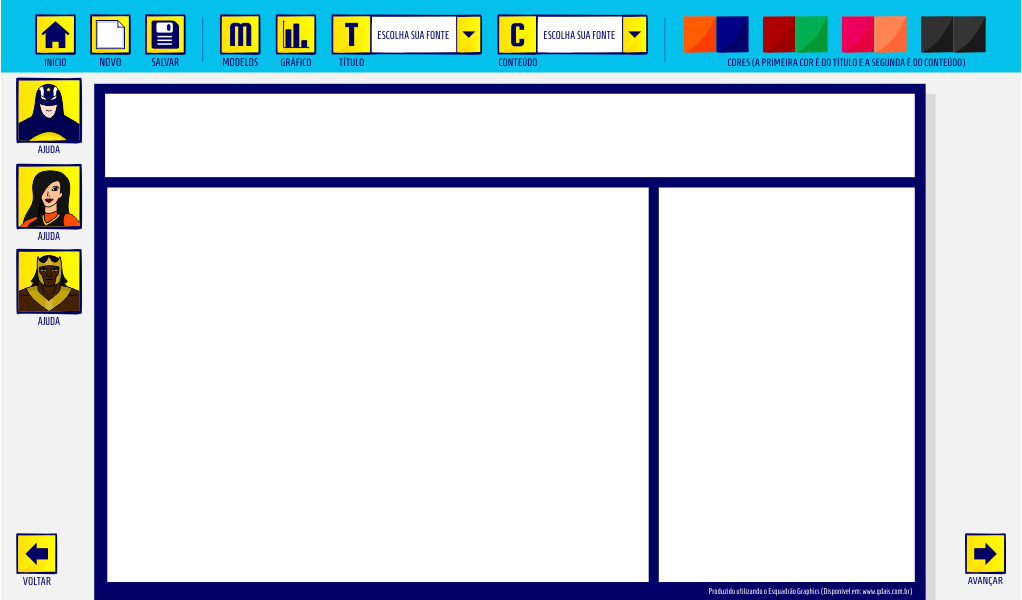 INÍCIO
NOVO
SALVAR
m
MODELOS
GRÁFICO
T
ESCOLHA SUA FONTE
TÍTULO
C
ESCOLHA SUA FONTE
CONTEÚDO
CORES (A PRIMEIRA COR É DO TÍTULO E A SEGUNDA É DO CONTEÚDO)
AJUDA
AJUDA
AJUDA
VOLTAR
AVANÇAR
Produzido utilizando o Esquadrão Graphics (Disponível em: www.gdais.com.br)